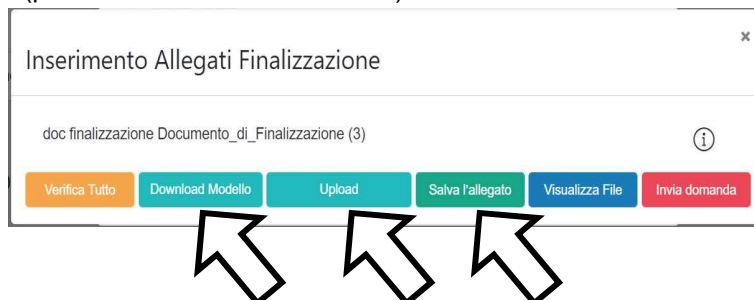 ×
Inserimento Allegati Finalizzazione
doc finalizzazione Documento_di_Finalizzazione (3)
Verifica Tutto Download Modello Upload Salva l'allegato Visualizza File Invia domanda